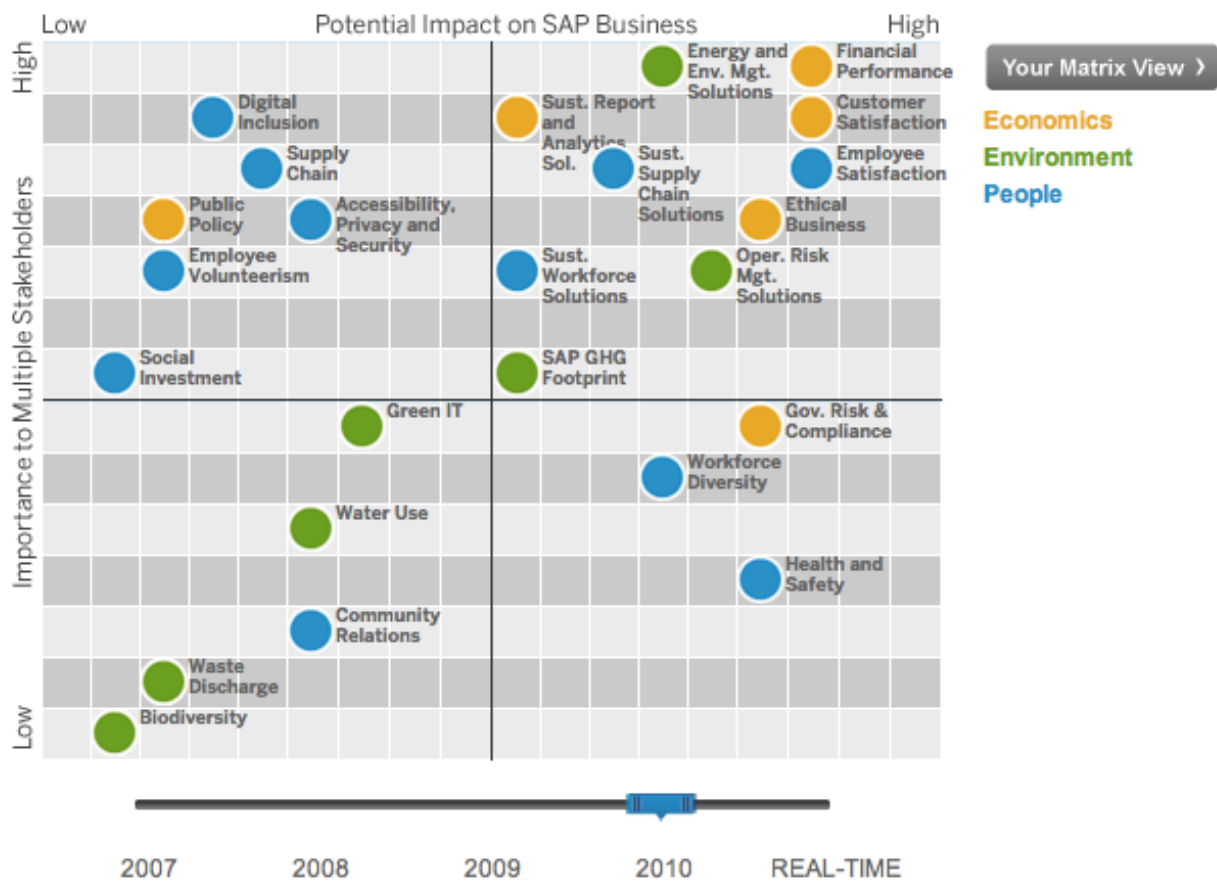 Low
Potential Impact on SAP Business
High
High
Importance to Multiple Stakeholders
Low
Energy and
Env. Mgt.
Solutions
Financial
Performance
Your Matrix View
Digital
Inclusion
Sust. Report
and
Analytics
Sol.
Customer
Satisfaction
Economics
Environment
People
Supply
Chain
Sust.
Supply
Chain
Solutions
Employee
Satisfaction
Public
Policy
Accessibility,
Privacy and
Security
Ethical
Business
Employee
Volunteerism
Sust.
Workforce
Solutions
Oper. Risk
Mgt.
Solutions
Social
Investment
SAP GHG
Footprint
Green IT
Gov. Risk &
Compliance
Workforce
Diversity
Water Use
Health and
Safety
Community
Relations
Waste
Discharge
Biodiversity
2007
2008
2009
2010
REAL-TIME